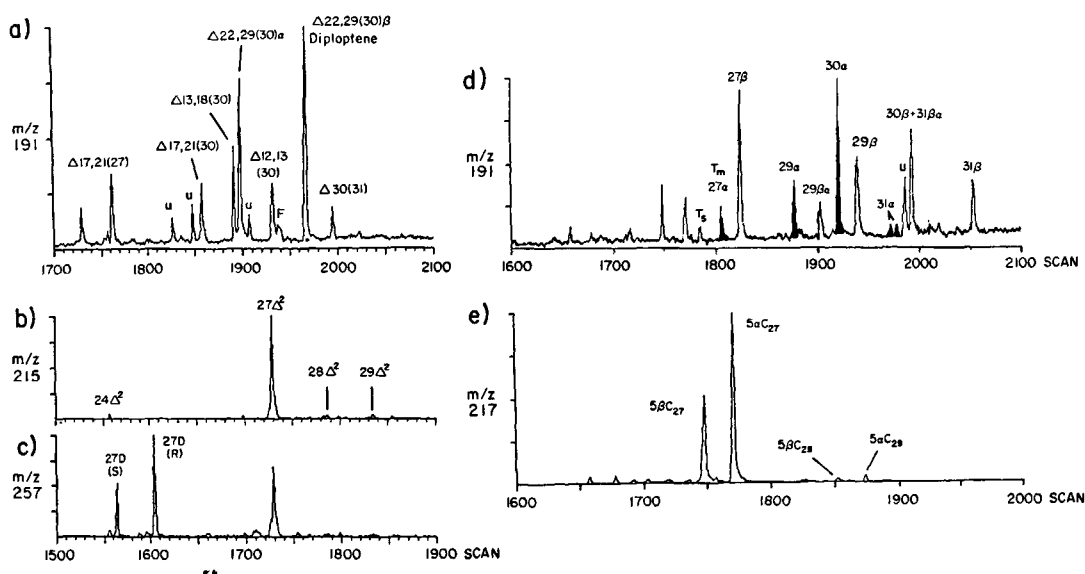 a)
m/z
191
Δ17,21(27)
u
u
Δ17,21(30)
Δ13,18(30)
Δ22,29(30)α
u
Δ12,13
(30)
F
Δ22,29(30)β
Diploptene
Δ30(31)
1700 1800 1900 2000 2100
b)
m/z
215
24Δ²
27Δ²
28Δ²
29Δ²
c)
m/z
257
27D
(S)
27D
(R)
1500 1600 1700 1800 1900 SCAN
d)
m/z
191
Ts
Tm
27α
27β
29α
29βα
30α
29β
31α
u
30β+31βα
31β
1600 1700 1800 1900 2000 2100 SCAN
e)
m/z
217
5βC27
5αC27
5βC29
5αC29
1600 1700 1800 1900 2000 SCAN